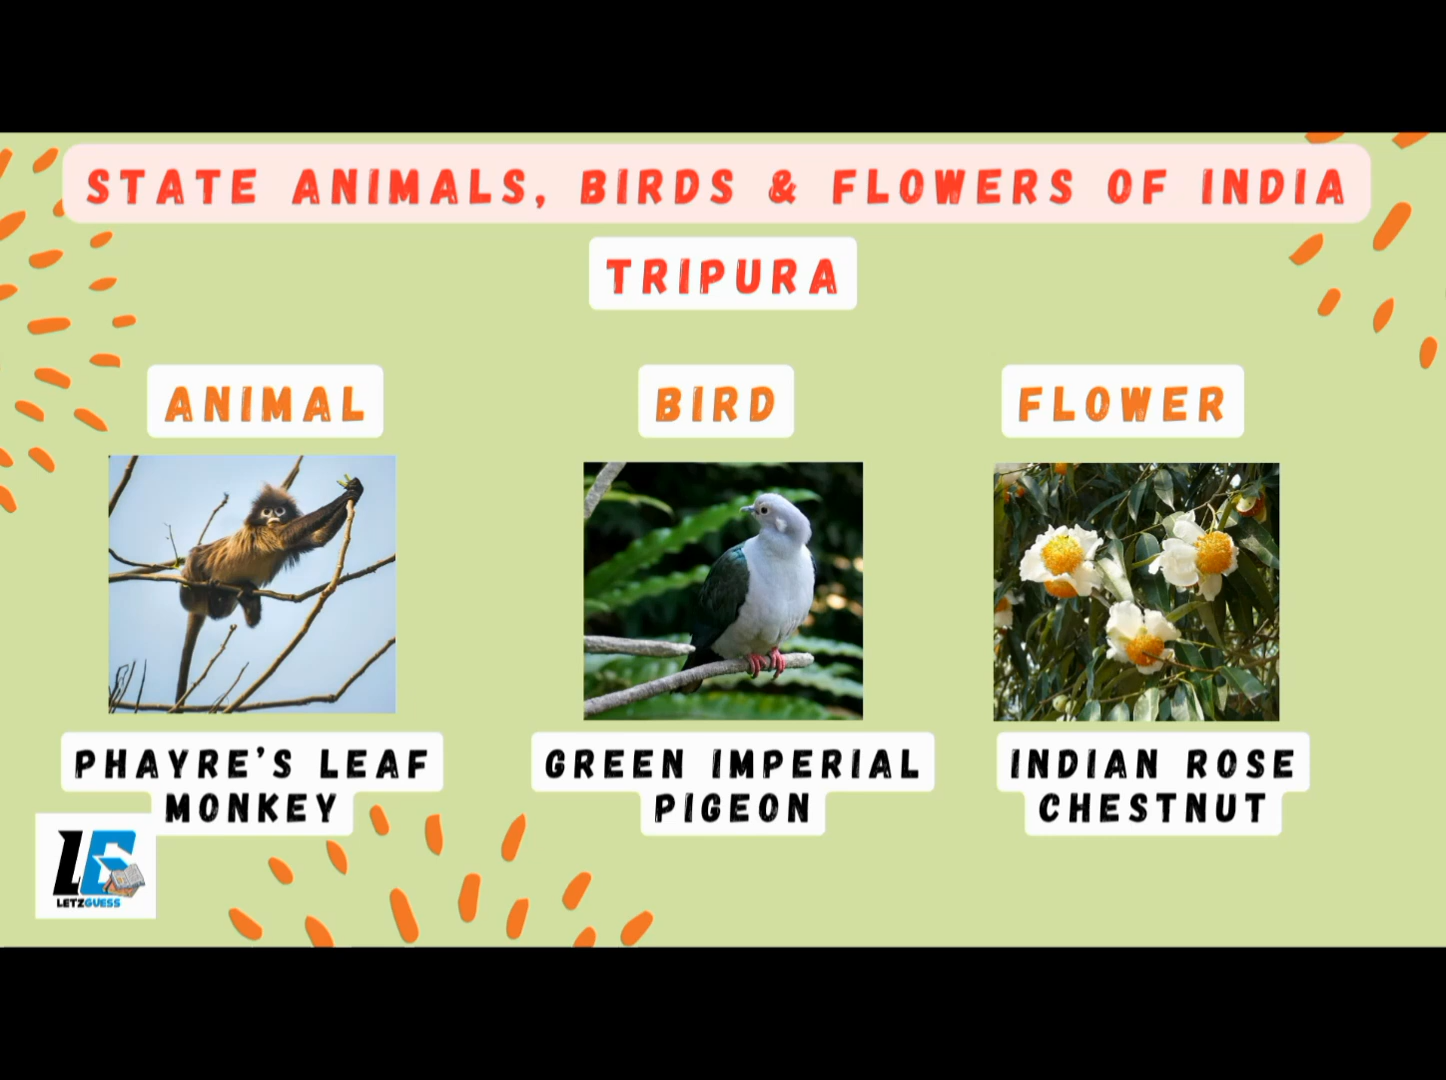 STATE ANIMALS, BIRDS & FLOWERS OF INDIA
TRIPURA
ANIMAL
BIRD
FLOWER
PHAYRE'S LEAF
MONKEY
GREEN IMPERIAL
PIGEON
INDIAN ROSE
CHESTNUT
LE
LETZGUESS